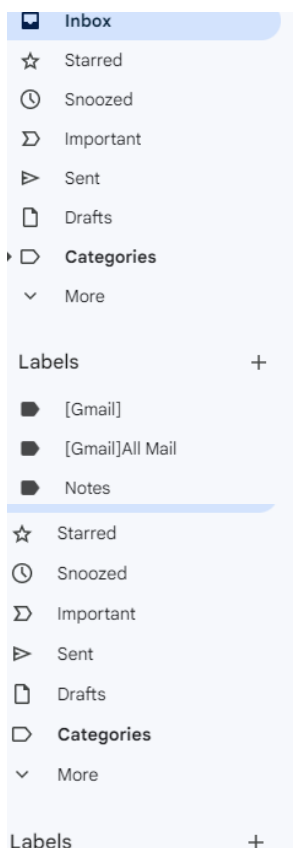 Inbox
Starred
Snoozed
Important
Sent
Drafts
Categories
More
Labels
[Gmail]
[Gmail]All Mail
Notes
Starred
Snoozed
Important
Sent
Drafts
Categories
More
Labels